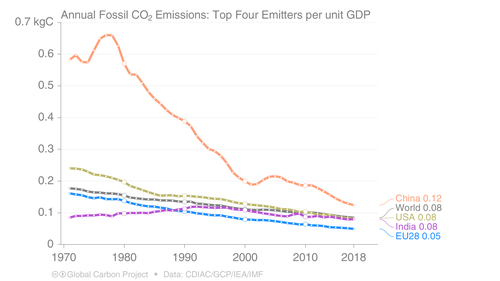 Annual Fossil CO₂ Emissions: Top Four Emitters per unit GDP
0.7 kgC
0.6
0.5
0.4
0.3
0.2
0.1
0
1970
1980
1990
2000
2010
2018
China 0.12
World 0.08
USA 0.08
India 0.08
EU28 0.05
Global Carbon Project • Data: CDIAC/GCP/IEA/IMF